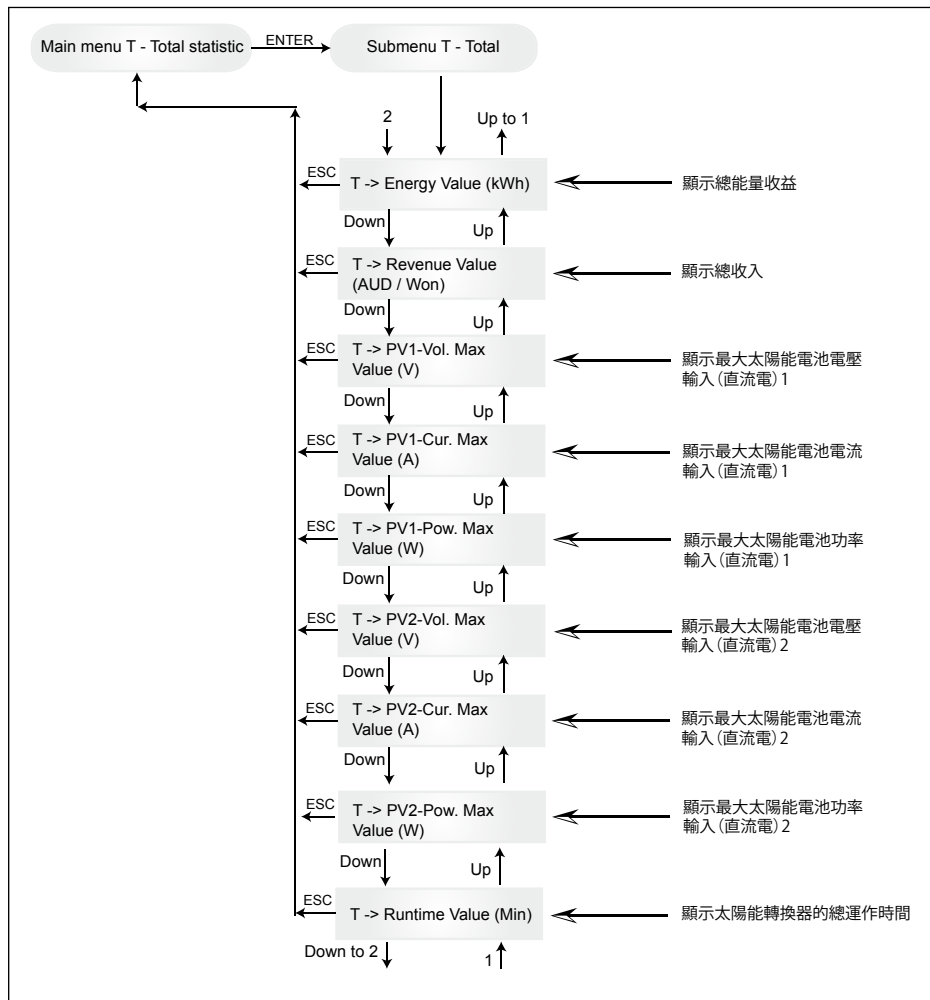 Main menu T - Total statistic
ENTER
Submenu T - Total
2
Up to 1
ESC
T -> Energy Value (kWh)
顯示總能量收益
Down
Up
ESC
T -> Revenue Value
(AUD / Won)
顯示總收入
Down
Up
ESC
T -> PV1-Vol. Max
Value (V)
顯示最大太陽能電池電壓
輸入(直流電)1
Down
Up
ESC
T -> PV1-Cur. Max
Value (A)
顯示最大太陽能電池電流
輸入(直流電)1
Down
Up
ESC
T -> PV1-Pow. Max
Value (W)
顯示最大太陽能電池功率
輸入(直流電)1
Down
Up
ESC
T -> PV2-Vol. Max
Value (V)
顯示最大太陽能電池電壓
輸入(直流電)2
Down
Up
ESC
T -> PV2-Cur. Max
Value (A)
顯示最大太陽能電池電流
輸入(直流電)2
Down
Up
ESC
T -> PV2-Pow. Max
Value (W)
顯示最大太陽能電池功率
輸入(直流電)2
Down
Up
ESC
T -> Runtime Value (Min)
顯示太陽能轉換器的總運作時間
Down to 2
1